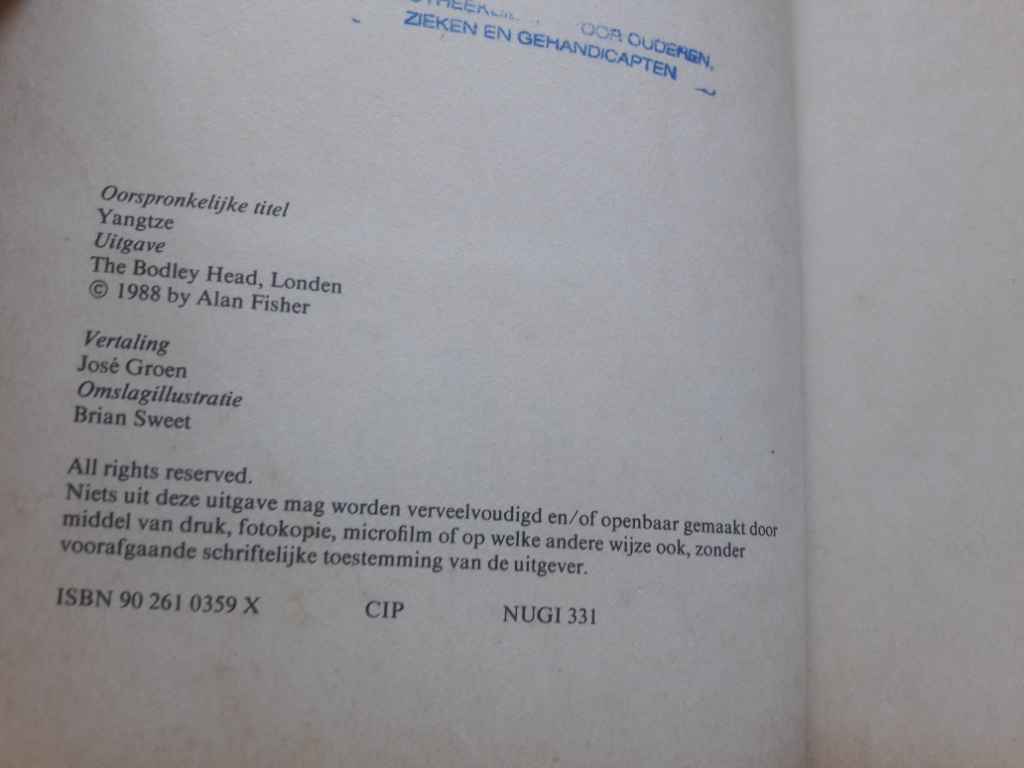 OOR OUDEREN,
ZIEKEN EN GEHANDICAPTEN
Oorspronkelijke titel
Yangtze
Uitgave
The Bodley Head, Londen
© 1988 by Alan Fisher
Vertaling
José Groen
Omslagillustratie
Brian Sweet
All rights reserved.
Niets uit deze uitgave mag worden verveelvoudigd en/of openbaar gemaakt door
middel van druk, fotokopie, microfilm of op welke andere wijze ook, zonder
voorafgaande schriftelijke toestemming van de uitgever.
ISBN 90 261 0359 X CIP NUGI 331